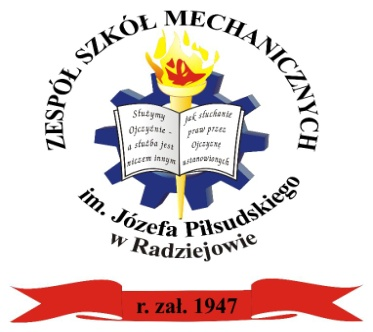 ZESPÓŁ SZKÓŁ MECHANICZNYCH
Służymy
Ojczyźnie -
a służba jest
niczem innym
jak słuchanie
praw przez
Ojczyznę
ustanowionych
im. Józefa Piłsudskiego
w Radziejowie
r. zał. 1947